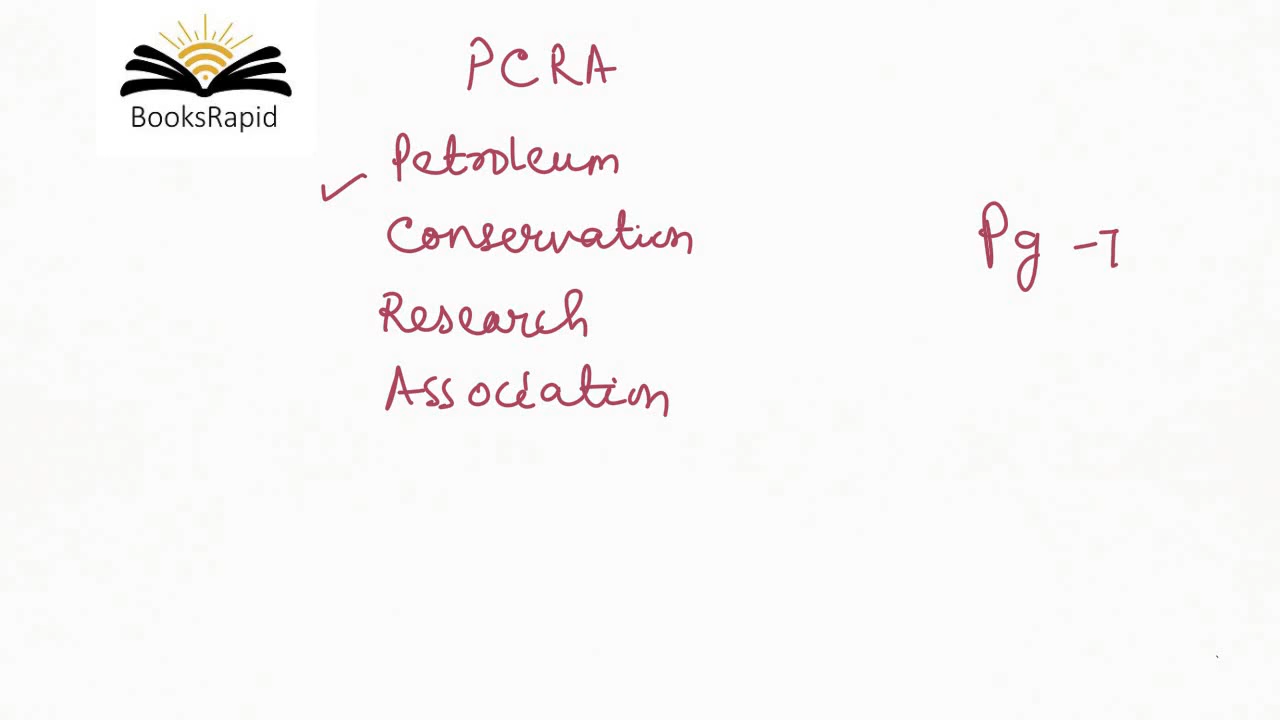 BooksRapid
PCRA
Petroleum
Conservation
Research
Association
Pg -7